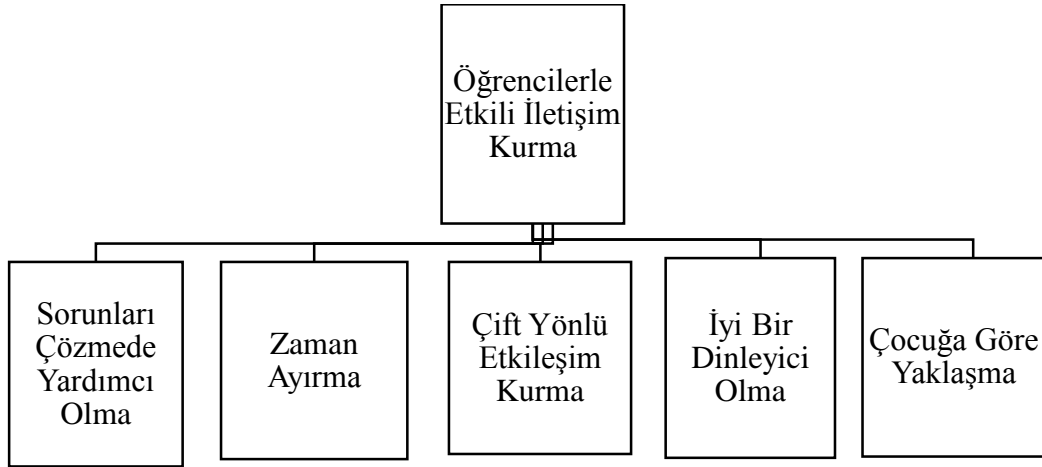 Öğrencilerle
Etkili İletişim
Kurma
Sorunları
Çözmede
Yardımcı
Olma
Zaman
Ayırma
Çift Yönlü
Etkileşim
Kurma
İyi Bir
Dinleyici
Olma
Çocuğa Göre
Yaklaşma